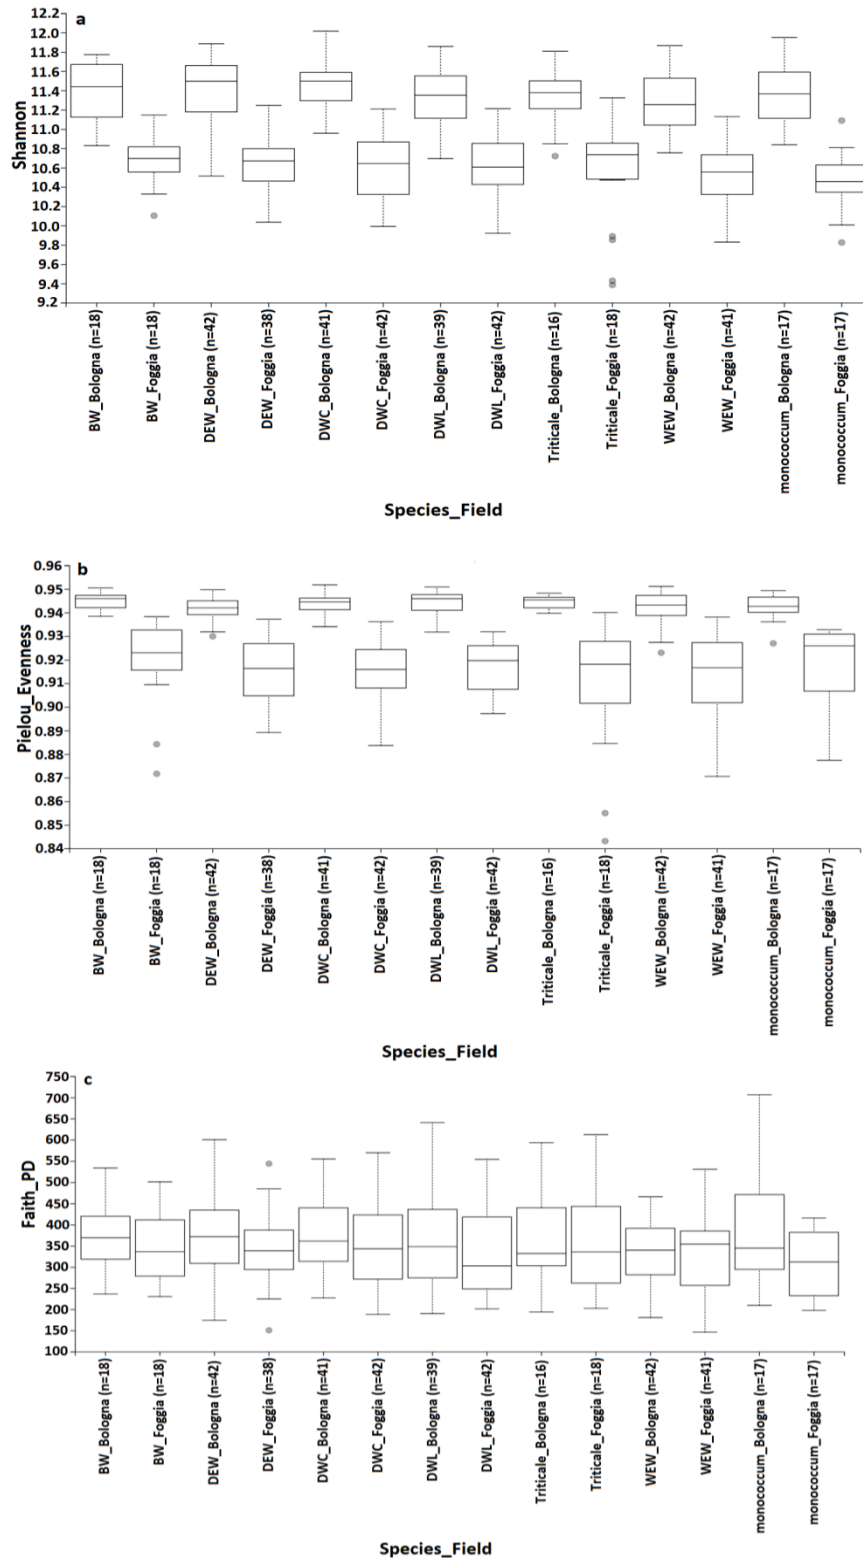 a
Shannon
12.2
12.0
11.8
11.6
11.4
11.2
11.0
10.8
10.6
10.4
10.2
10.0
9.8
9.6
9.4
9.2
BW_Bologna (n=18)
BW_Foggia (n=18)
DEW_Bologna (n=42)
DEW_Foggia (n=38)
DWC_Bologna (n=41)
DWC_Foggia (n=42)
DWL_Bologna (n=39)
DWL_Foggia (n=42)
Triticale_Bologna (n=16)
Triticale_Foggia (n=18)
WEW_Bologna (n=42)
WEW_Foggia (n=41)
monococcum_Bologna (n=17)
monococcum_Foggia (n=17)
Species_Field
b
Pielou_Evenness
0.96
0.95
0.94
0.93
0.92
0.91
0.90
0.89
0.88
0.87
0.86
0.85
0.84
BW_Bologna (n=18)
BW_Foggia (n=18)
DEW_Bologna (n=42)
DEW_Foggia (n=38)
DWC_Bologna (n=41)
DWC_Foggia (n=42)
DWL_Bologna (n=39)
DWL_Foggia (n=42)
Triticale_Bologna (n=16)
Triticale_Foggia (n=18)
WEW_Bologna (n=42)
WEW_Foggia (n=41)
monococcum_Bologna (n=17)
monococcum_Foggia (n=17)
Species_Field
c
Faith_PD
750
700
650
600
550
500
450
400
350
300
250
200
150
100
BW_Bologna (n=18)
BW_Foggia (n=18)
DEW_Bologna (n=42)
DEW_Foggia (n=38)
DWC_Bologna (n=41)
DWC_Foggia (n=42)
DWL_Bologna (n=39)
DWL_Foggia (n=42)
Triticale_Bologna (n=16)
Triticale_Foggia (n=18)
WEW_Bologna (n=42)
WEW_Foggia (n=41)
monococcum_Bologna (n=17)
monococcum_Foggia (n=17)
Species_Field